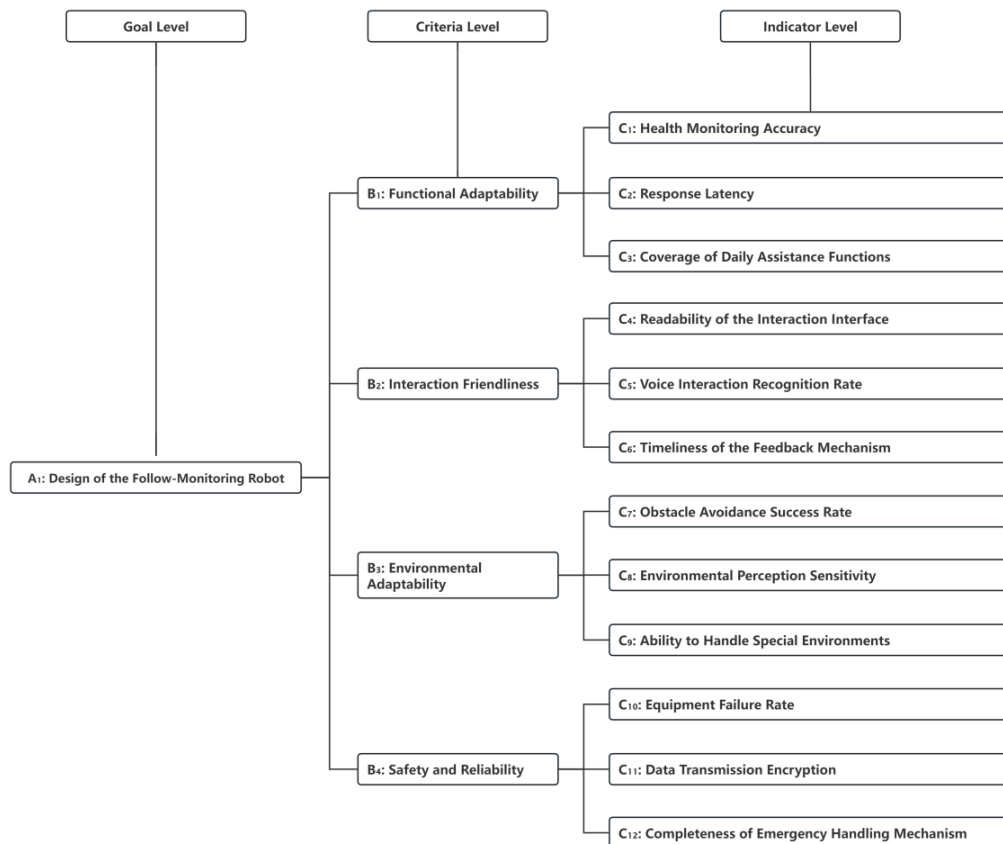 Goal Level
Criteria Level
Indicator Level
C₁: Health Monitoring Accuracy
B₁: Functional Adaptability
C₂: Response Latency
C₃: Coverage of Daily Assistance Functions
C₄: Readability of the Interaction Interface
B₂: Interaction Friendliness
C₅: Voice Interaction Recognition Rate
C₆: Timeliness of the Feedback Mechanism
A₁: Design of the Follow-Monitoring Robot
C₇: Obstacle Avoidance Success Rate
B₃: Environmental
Adaptability
C₈: Environmental Perception Sensitivity
C₉: Ability to Handle Special Environments
C₁₀: Equipment Failure Rate
B₄: Safety and Reliability
C₁₁: Data Transmission Encryption
C₁₂: Completeness of Emergency Handling Mechanism